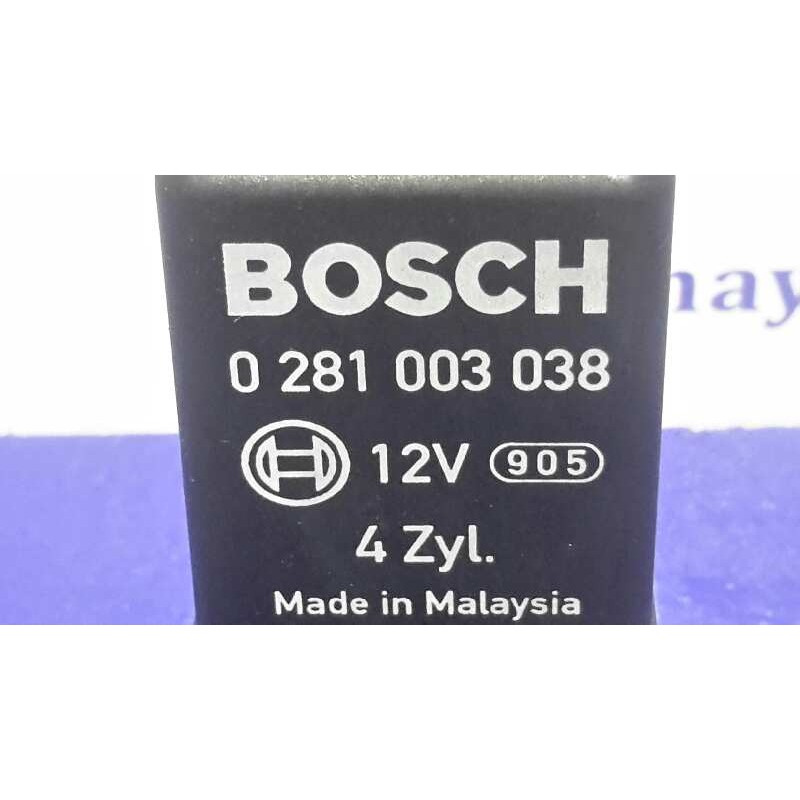 BOSCH
0 281 003 038
12V 905
4 Zyl.
Made in Malaysia